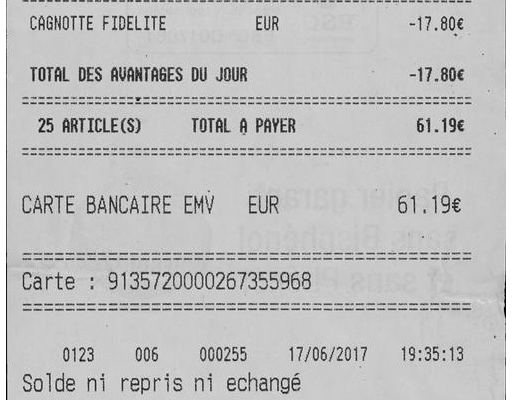 CAGNOTTE FIDELITE EUR -17.80€
TOTAL DES AVANTAGES DU JOUR -17.80€
================================================
25 ARTICLE(S) TOTAL A PAYER 61.19€
================================================
CARTE BANCAIRE EMV EUR 61.19€
================================================
Carte : 9135720000267355968
================================================
0123 006 000255 17/06/2017 19:35:13
Solde ni repris ni echangé